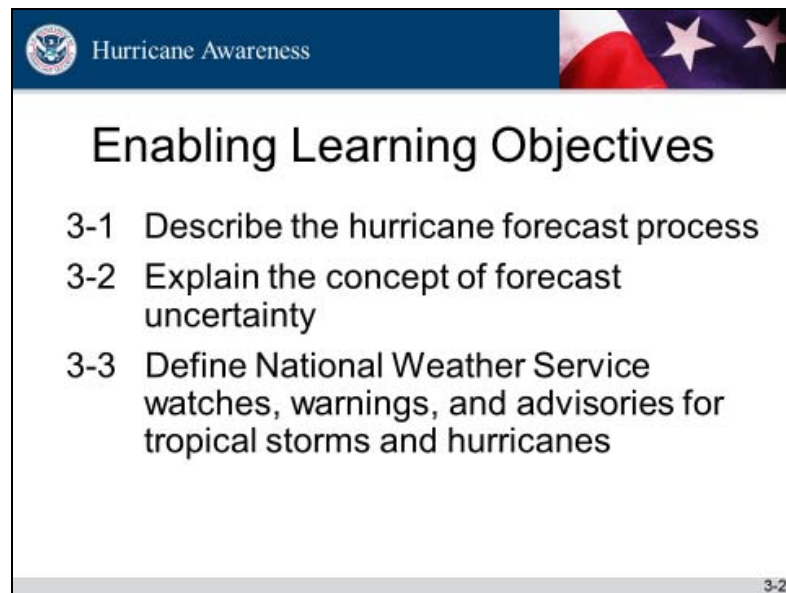 Hurricane Awareness
Enabling Learning Objectives
3-1 Describe the hurricane forecast process
3-2 Explain the concept of forecast
uncertainty
3-3 Define National Weather Service
watches, warnings, and advisories for
tropical storms and hurricanes
3-2